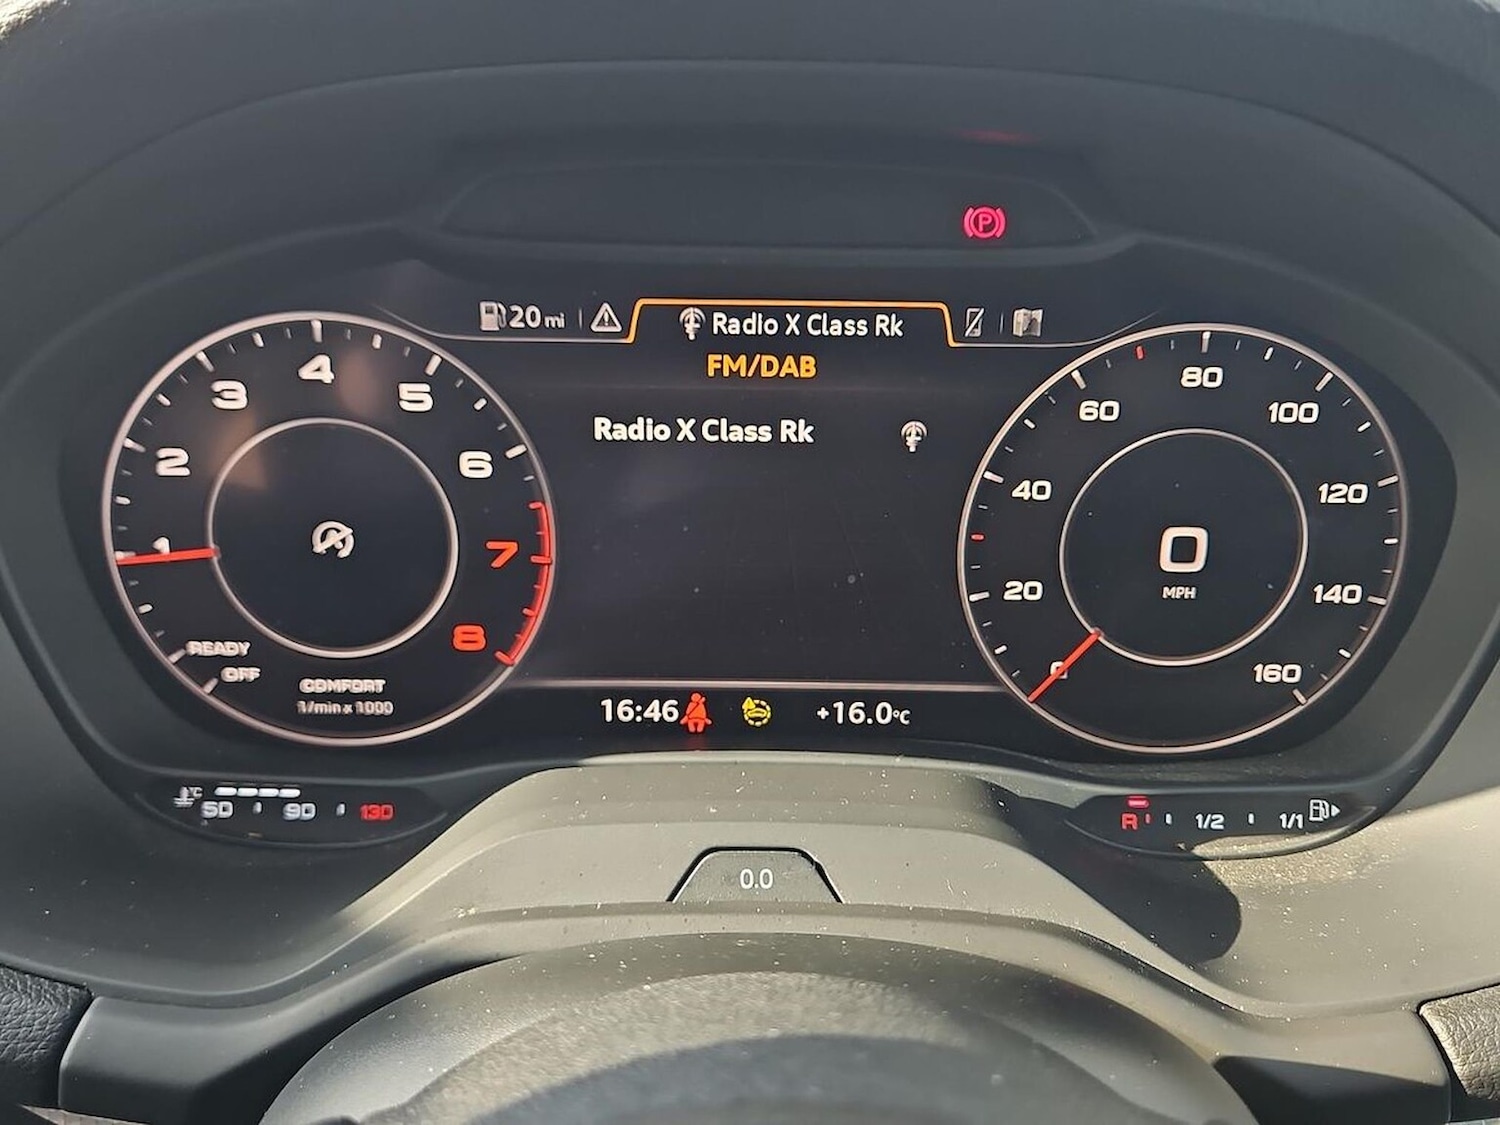 P
20 mi
Radio X Class Rk
FM/DAB
Radio X Class Rk
1
2
3
4
5
6
7
8
READY
OFF
COMFORT
1/min x 1000
0
20
40
60
80
100
120
140
160
0
MPH
16:46
+16.0°C
°C
50 90 130
R 1/2 1/1
0.0